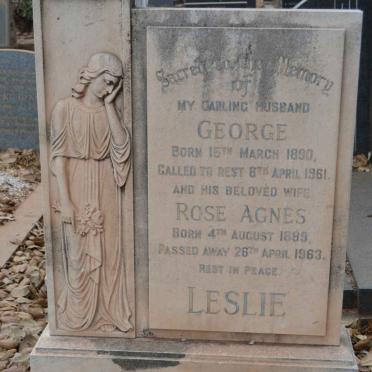 Sacred to the Memory
of
MY DARLING HUSBAND
GEORGE
BORN 15TH MARCH 1890,
CALLED TO REST 8TH APRIL 1961.
AND HIS BELOVED WIFE
ROSE AGNES
BORN 4TH AUGUST 1889,
PASSED AWAY 26TH APRIL 1963.
REST IN PEACE.
LESLIE